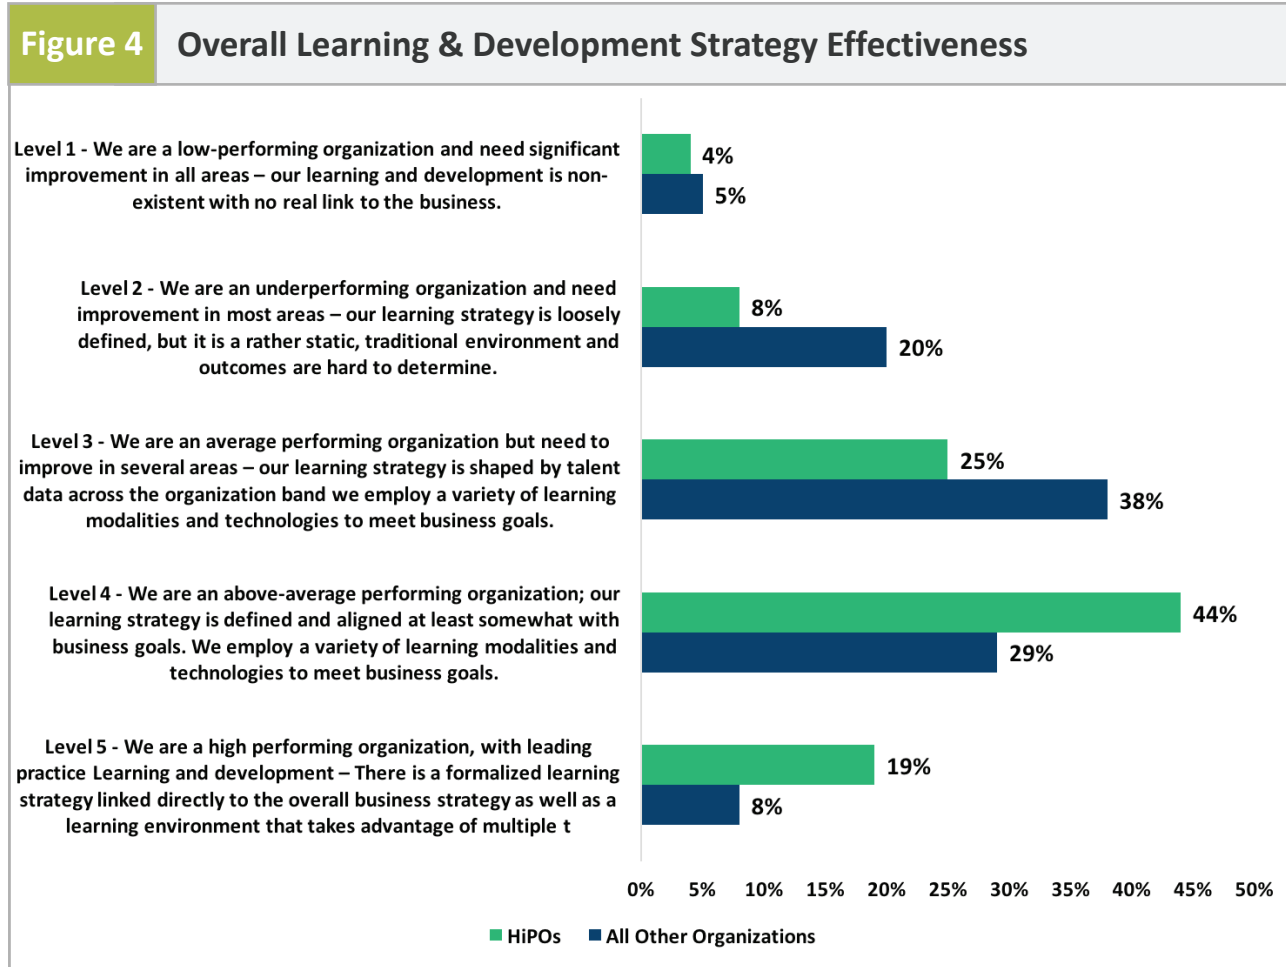 Figure 4
Overall Learning & Development Strategy Effectiveness
Level 1 - We are a low-performing organization and need significant
improvement in all areas – our learning and development is non-
existent with no real link to the business.
4%
5%
Level 2 - We are an underperforming organization and need
improvement in most areas – our learning strategy is loosely
defined, but it is a rather static, traditional environment and
outcomes are hard to determine.
8%
20%
Level 3 - We are an average performing organization but need to
improve in several areas – our learning strategy is shaped by talent
data across the organization band we employ a variety of learning
modalities and technologies to meet business goals.
25%
38%
Level 4 - We are an above-average performing organization; our
learning strategy is defined and aligned at least somewhat with
business goals. We employ a variety of learning modalities and
technologies to meet business goals.
44%
29%
Level 5 - We are a high performing organization, with leading
practice Learning and development – There is a formalized learning
strategy linked directly to the overall business strategy as well as a
learning environment that takes advantage of multiple t
19%
8%
0% 5% 10% 15% 20% 25% 30% 35% 40% 45% 50%
HiPOs All Other Organizations